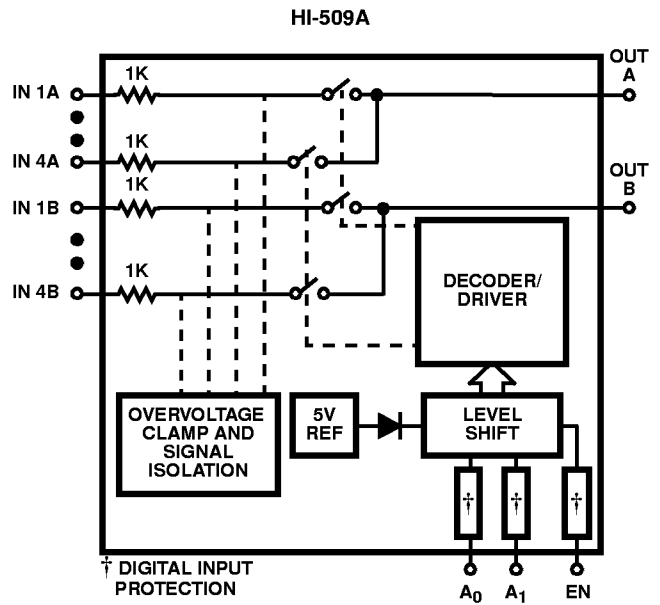 HI-509A
OUT
A
1K
IN 1A
1K
IN 4A
1K
OUT
B
IN 1B
1K
IN 4B
DECODER/
DRIVER
OVERVOLTAGE
CLAMP AND
SIGNAL
ISOLATION
5V
REF
LEVEL
SHIFT
†
†
†
† DIGITAL INPUT
PROTECTION
A0
A1
EN